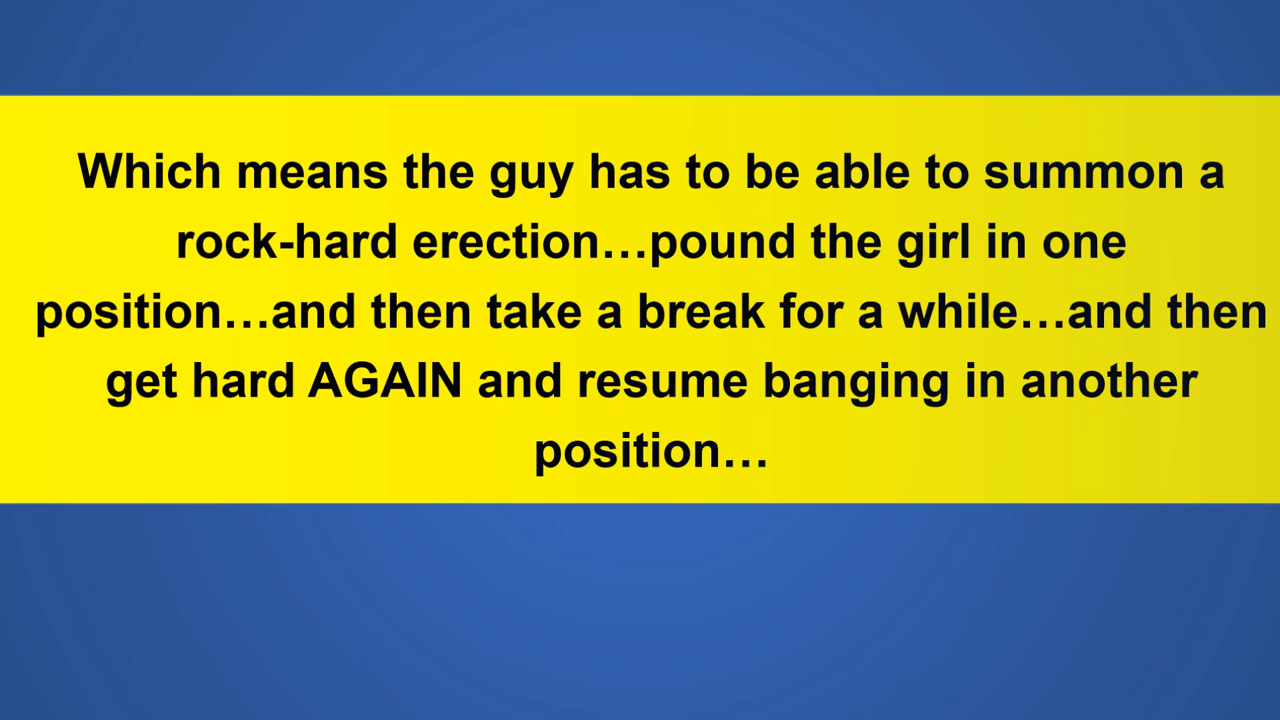 Which means the guy has to be able to summon a
rock-hard erection…pound the girl in one
position…and then take a break for a while…and then
get hard AGAIN and resume banging in another
position…